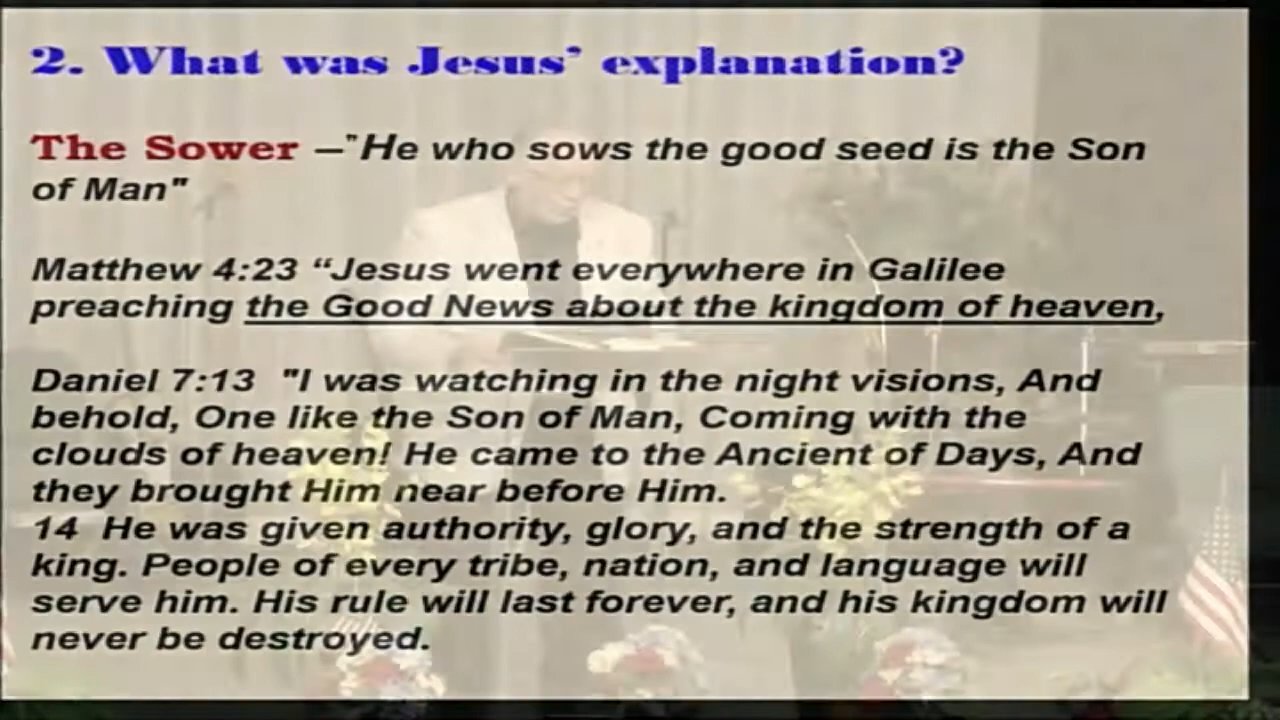 2. What was Jesus’ explanation?
The Sower –"He who sows the good seed is the Son
of Man"
Matthew 4:23 “Jesus went everywhere in Galilee
preaching the Good News about the kingdom of heaven,
Daniel 7:13 "I was watching in the night visions, And
behold, One like the Son of Man, Coming with the
clouds of heaven! He came to the Ancient of Days, And
they brought Him near before Him.
14 He was given authority, glory, and the strength of a
king. People of every tribe, nation, and language will
serve him. His rule will last forever, and his kingdom will
never be destroyed.